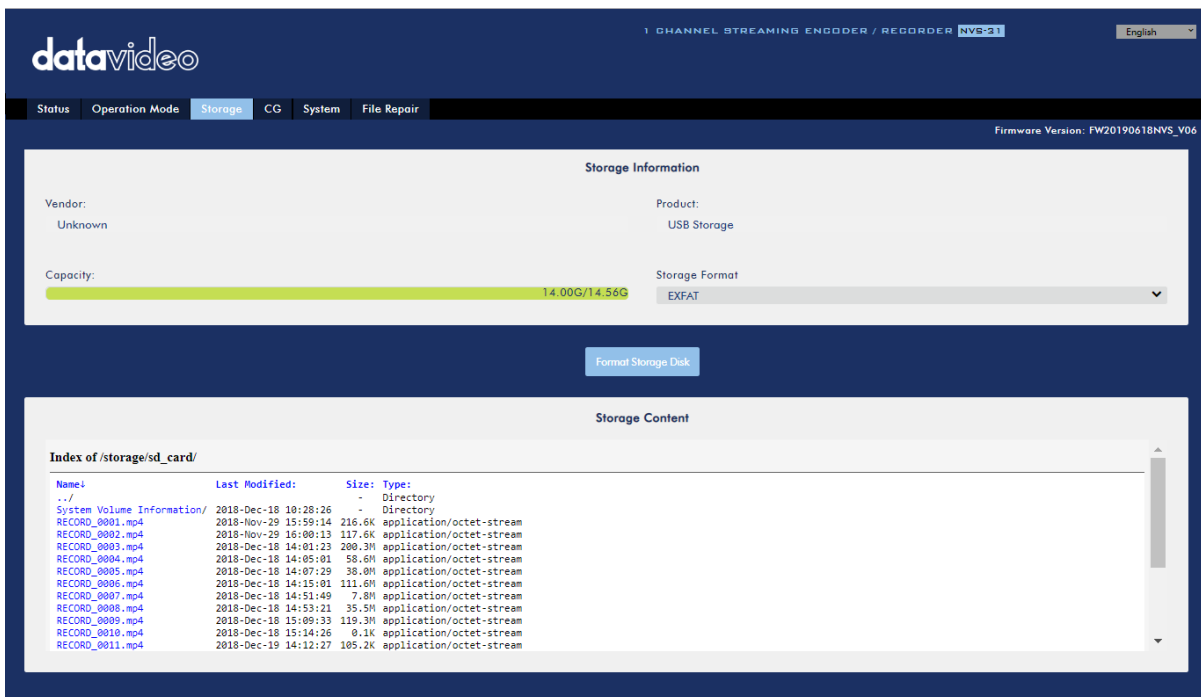 1 CHANNEL STREAMING ENCODER / RECORDER NVS-31 English
datavideo
Status Operation Mode Storage CG System File Repair
Firmware Version: FW20190618NVS_V06
Storage Information
Vendor: Product:
Unknown USB Storage
Capacity: Storage Format
14.00G/14.56G EXFAT
Format Storage Disk
Storage Content
Index of /storage/sd_card/
Name↓ Last Modified: Size: Type:
../ - Directory
System Volume Information/ 2018-Dec-18 10:28:26 - Directory
RECORD_0001.mp4 2018-Nov-29 15:59:14 216.6K application/octet-stream
RECORD_0002.mp4 2018-Nov-29 16:00:13 117.6K application/octet-stream
RECORD_0003.mp4 2018-Dec-18 14:01:23 200.3M application/octet-stream
RECORD_0004.mp4 2018-Dec-18 14:05:01 58.6M application/octet-stream
RECORD_0005.mp4 2018-Dec-18 14:07:29 38.0M application/octet-stream
RECORD_0006.mp4 2018-Dec-18 14:15:01 111.6M application/octet-stream
RECORD_0007.mp4 2018-Dec-18 14:51:49 7.8M application/octet-stream
RECORD_0008.mp4 2018-Dec-18 14:53:21 35.5M application/octet-stream
RECORD_0009.mp4 2018-Dec-18 15:09:33 119.3M application/octet-stream
RECORD_0010.mp4 2018-Dec-18 15:14:26 0.1K application/octet-stream
RECORD_0011.mp4 2018-Dec-19 14:12:27 105.2K application/octet-stream